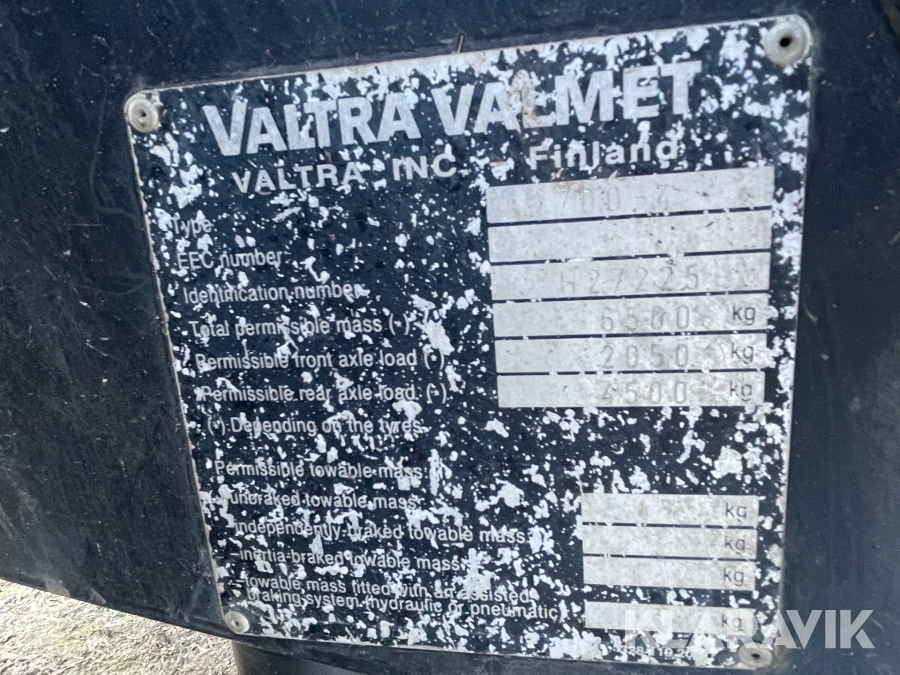 VALTRA VALMET
VALTRA INC - Finland
Type
EEC number:
Identification number: H27225
Total permissible mass (•): 6500 kg
Permissible front axle load (•) 2050 kg
Permissible rear axle load: (•) 4500 kg
(•) Depending on the tyres
Permissible towable mass:
–unbraked towable mass: kg
–independently-braked towable mass: kg
–inertia-braked towable mass: kg
–towable mass fitted with an assisted
braking system (hydraulic or pneumatic): kg
KLARAVIK